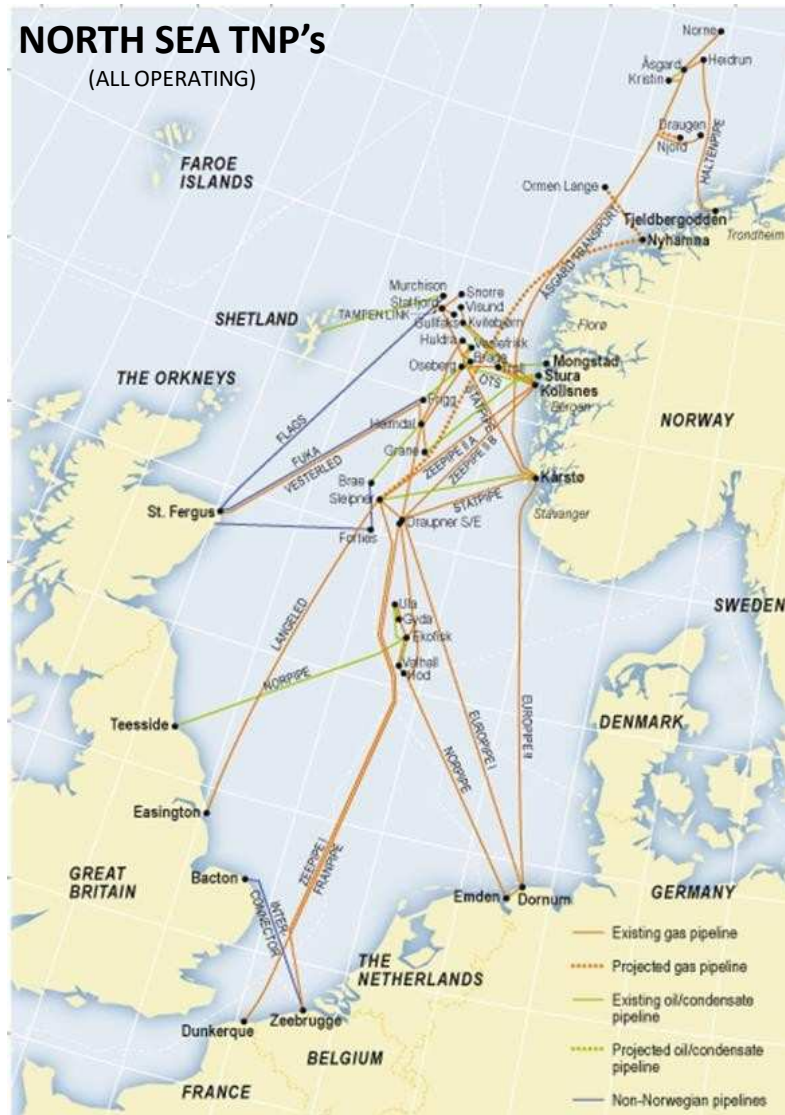 NORTH SEA TNP's
(ALL OPERATING)
Norne
Åsgard
Heidrun
Kristin
Draugen
Njord
HALTENPIPE
FAROE
ISLANDS
Ormen Lange
Tjeldbergodden
Trondheim
Nyhamna
ÅSGARD TRANSPORT
Murchison
Snorre
Statfjord
Visund
TAMPEN LINK
Gullfaks
Kvitebjørn
SHETLAND
Florø
Huldra
Veslefrikk
Brage
Oseberg
Troll
Mongstad
Stura
OTS
Kollsnes
Bergen
THE ORKNEYS
STATPIPE
Frigg
NORWAY
FLAGS
Heimdal
FUKA
VESTERLED
Grane
ZEEPIPE II A
ZEEPIPE II B
Brae
Kårstø
Sleipner
STATPIPE
St. Fergus
Stavanger
Draupner S/E
Forties
Ula
Gyda
SWEDEN
LANGELED
Ekofisk
NORPIPE
Valhall
Hod
Teesside
DENMARK
EUROPIPE I
EUROPIPE II
NORPIPE
Easington
ZEEPIPE I
FRANPIPE
GREAT
BRITAIN
Bacton
Emden
Dornum
GERMANY
INTER
CONNECTOR
THE
NETHERLANDS
Dunkerque
Zeebrugge
BELGIUM
FRANCE
Existing gas pipeline
Projected gas pipeline
Existing oil/condensate
pipeline
Projected oil/condensate
pipeline
Non-Norwegian pipelines